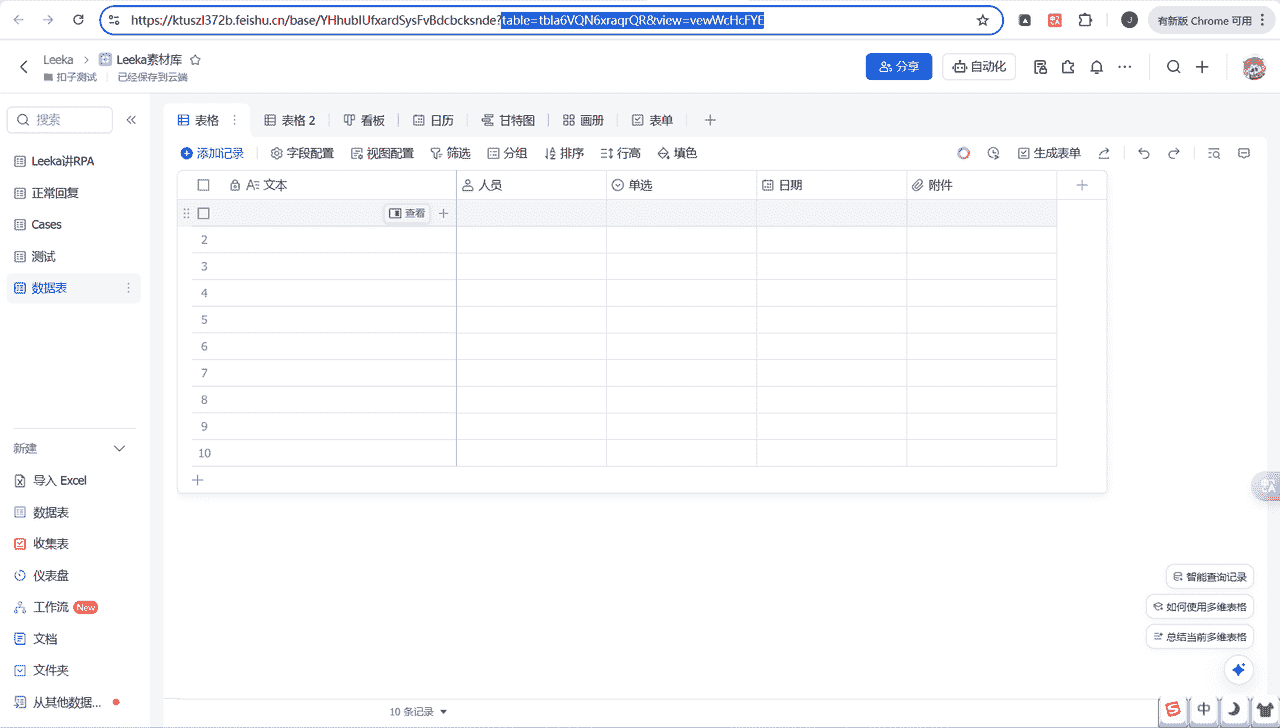 https://ktuszl372b.feishu.cn/base/YHhublUfxardSysFvBdcbcksnde?table=tbla6VQN6xraqrQR&view=vewWcHcFYE
J
有新版 Chrome 可用
Leeka
Leeka素材库
扣子测试
已经保存到云端
分享
自动化
搜索
Leeka讲RPA
正常回复
Cases
测试
数据表
新建
导入 Excel
数据表
收集表
仪表盘
工作流 New
文档
文件夹
从其他数据...
表格
表格 2
看板
日历
甘特图
画册
表单
添加记录
字段配置
视图配置
筛选
分组
排序
行高
填色
生成表单
文本
人员
单选
日期
附件
查看
2
3
4
5
6
7
8
9
10
智能查询记录
如何使用多维表格
总结当前多维表格
10 条记录
中